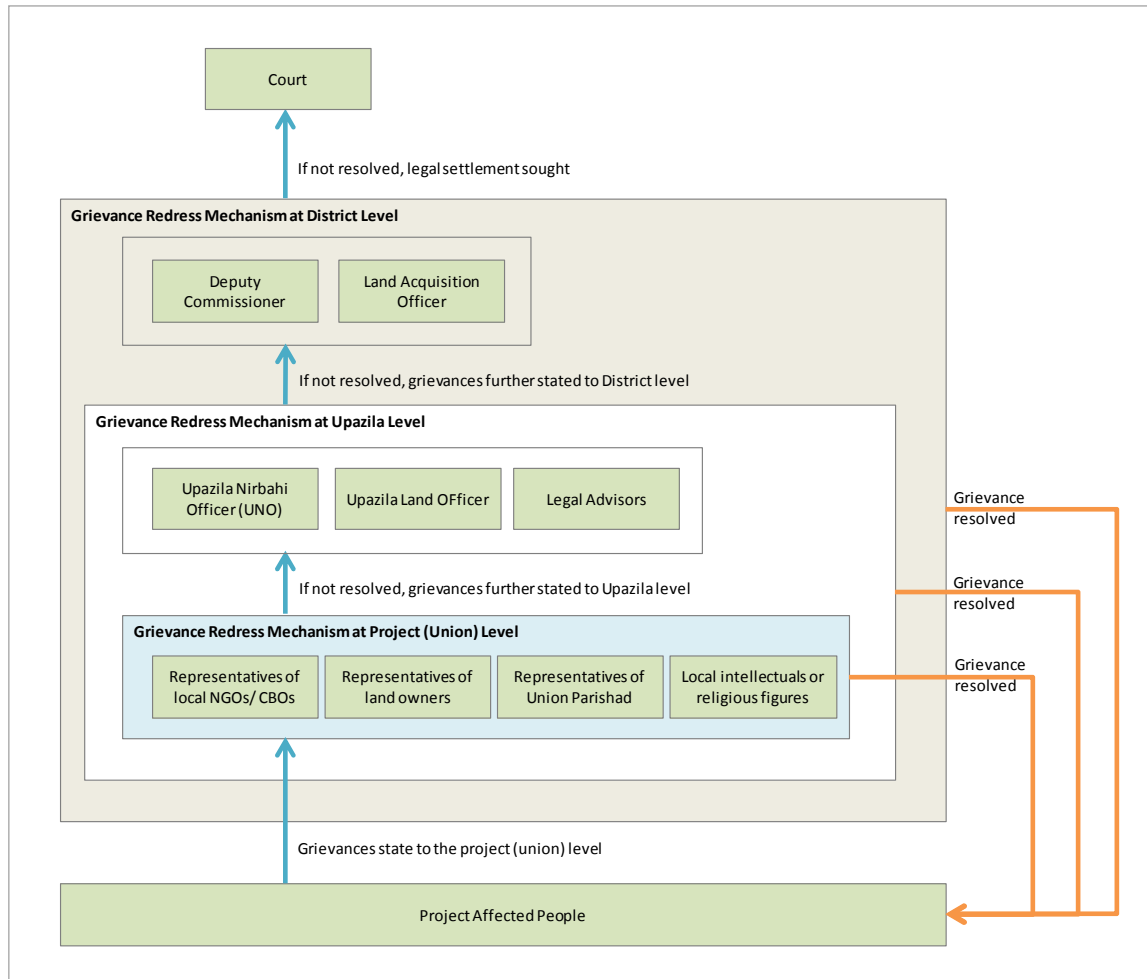 Court
If not resolved, legal settlement sought
Grievance Redress Mechanism at District Level
Deputy
Commissioner
Land Acquisition
Officer
If not resolved, grievances further stated to District level
Grievance Redress Mechanism at Upazila Level
Upazila Nirbahi
Officer (UNO)
Upazila Land OFficer
Legal Advisors
Grievance
resolved
If not resolved, grievances further stated to Upazila level
Grievance
resolved
Grievance Redress Mechanism at Project (Union) Level
Representatives of
local NGOs/ CBOs
Representatives of
land owners
Representatives of
Union Parishad
Local intellectuals or
religious figures
Grievance
resolved
Grievances state to the project (union) level
Project Affected People